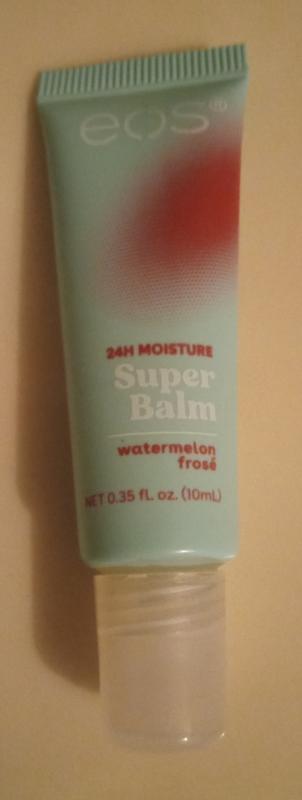 eos®
24H MOISTURE
Super
Balm
watermelon
frosé
NET 0.35 fL. oz. (10mL)